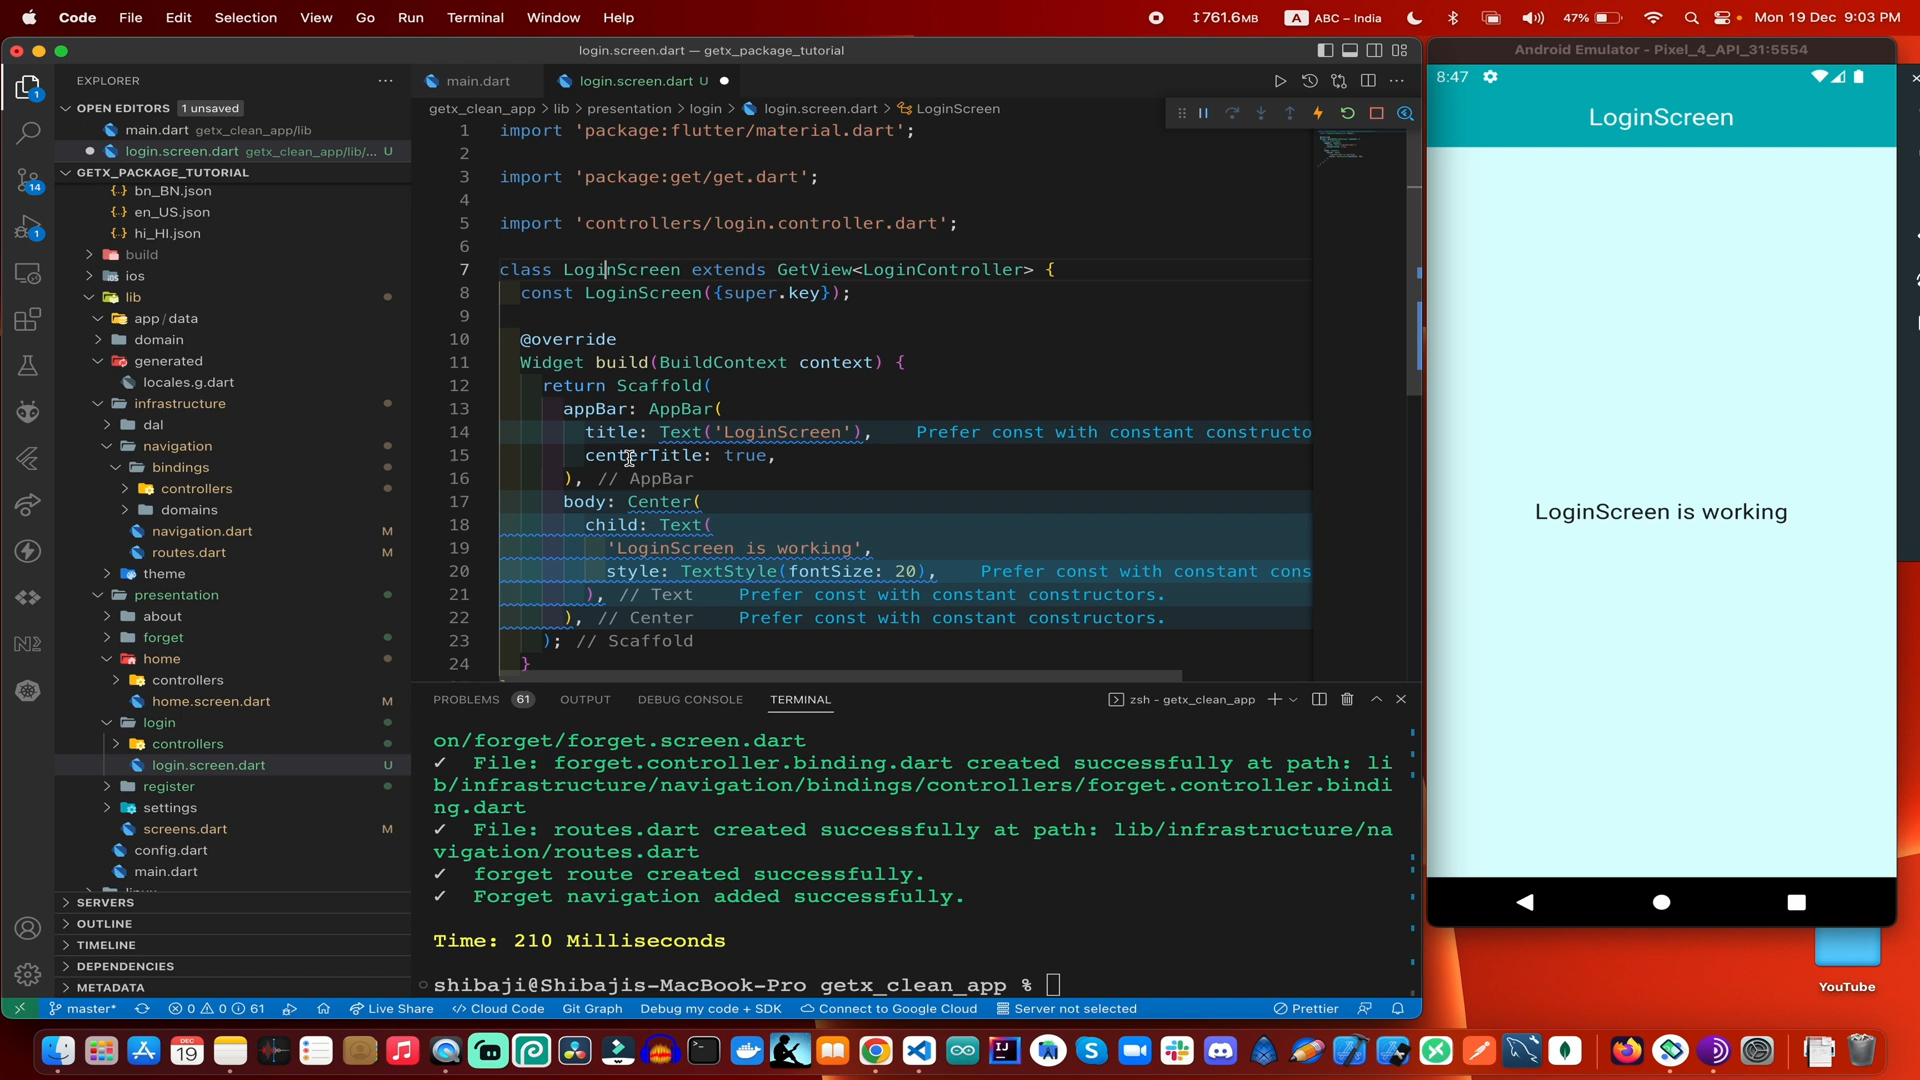 Code File Edit Selection View Go Run Terminal Window Help
761.6MB A ABC – India 47% Mon 19 Dec 9:03 PM
login.screen.dart — getx_package_tutorial
Android Emulator - Pixel_4_API_31:5554
EXPLORER
OPEN EDITORS 1 unsaved
main.dart getx_clean_app/lib
login.screen.dart getx_clean_app/lib/... U
GETX_PACKAGE_TUTORIAL
bn_BN.json
en_US.json
hi_HI.json
build
ios
lib
app / data
domain
generated
locales.g.dart
infrastructure
dal
navigation
bindings
controllers
domains
navigation.dart M
routes.dart M
theme
presentation
about
forget
home
controllers
home.screen.dart M
login
controllers
login.screen.dart U
register
settings
screens.dart M
config.dart
main.dart
SERVERS
OUTLINE
TIMELINE
DEPENDENCIES
METADATA
1
14
1
main.dart login.screen.dart U
getx_clean_app > lib > presentation > login > login.screen.dart > LoginScreen
1 import 'package:flutter/material.dart';
2
3 import 'package:get/get.dart';
4
5 import 'controllers/login.controller.dart';
6
7 class LoginScreen extends GetView<LoginController> {
8 const LoginScreen({super.key});
9
10 @override
11 Widget build(BuildContext context) {
12 return Scaffold(
13 appBar: AppBar(
14 title: Text('LoginScreen'), Prefer const with constant constructo
15 centerTitle: true,
16 ), // AppBar
17 body: Center(
18 child: Text(
19 'LoginScreen is working',
20 style: TextStyle(fontSize: 20), Prefer const with constant cons
21 ), // Text Prefer const with constant constructors.
22 ), // Center Prefer const with constant constructors.
23 ); // Scaffold
24 }
PROBLEMS 61 OUTPUT DEBUG CONSOLE TERMINAL zsh - getx_clean_app
on/forget/forget.screen.dart
✓ File: forget.controller.binding.dart created successfully at path: li
b/infrastructure/navigation/bindings/controllers/forget.controller.bindi
ng.dart
✓ File: routes.dart created successfully at path: lib/infrastructure/na
vigation/routes.dart
✓ forget route created successfully.
✓ Forget navigation added successfully.
Time: 210 Milliseconds
shibaji@Shibajis-MacBook-Pro getx_clean_app %
master* 0 0 61 Live Share Cloud Code Git Graph Debug my code + SDK Connect to Google Cloud Server not selected Prettier
8:47
LoginScreen
LoginScreen is working
YouTube
DEC
19